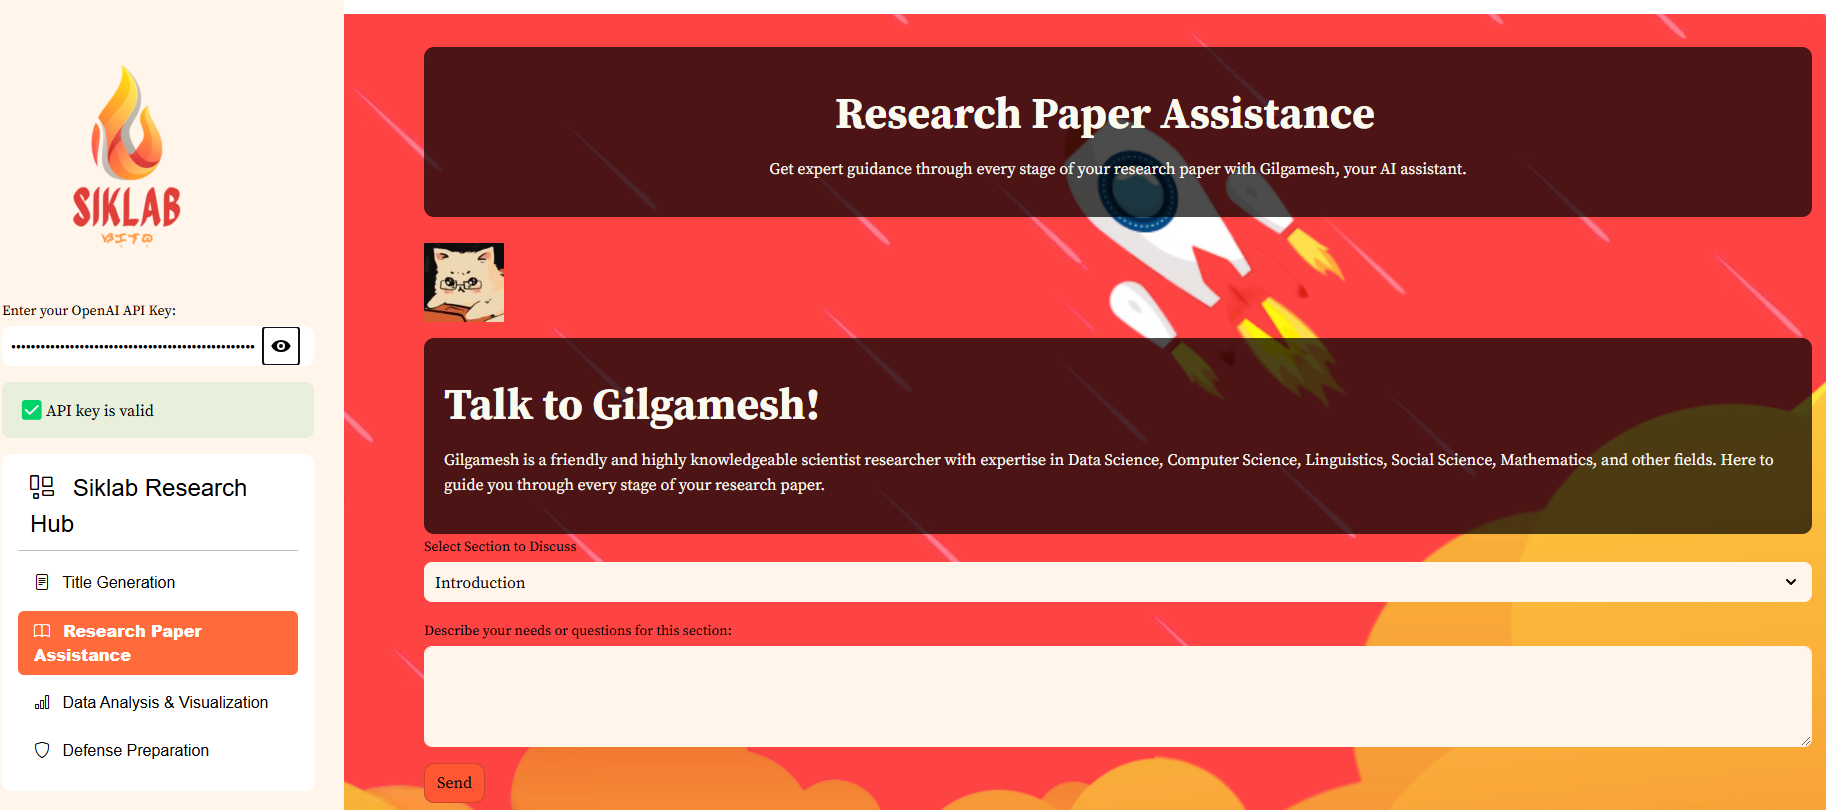 SIKLAB
ᜊᜒᜆᜓ
Enter your OpenAI API Key:
••••••••••••••••••••••••••••••••••••••••••••••••••
API key is valid
Siklab Research
Hub
Title Generation
Research Paper
Assistance
Data Analysis & Visualization
Defense Preparation
Research Paper Assistance
Get expert guidance through every stage of your research paper with Gilgamesh, your AI assistant.
Talk to Gilgamesh!
Gilgamesh is a friendly and highly knowledgeable scientist researcher with expertise in Data Science, Computer Science, Linguistics, Social Science, Mathematics, and other fields. Here to
guide you through every stage of your research paper.
Select Section to Discuss
Introduction
Describe your needs or questions for this section:
Send